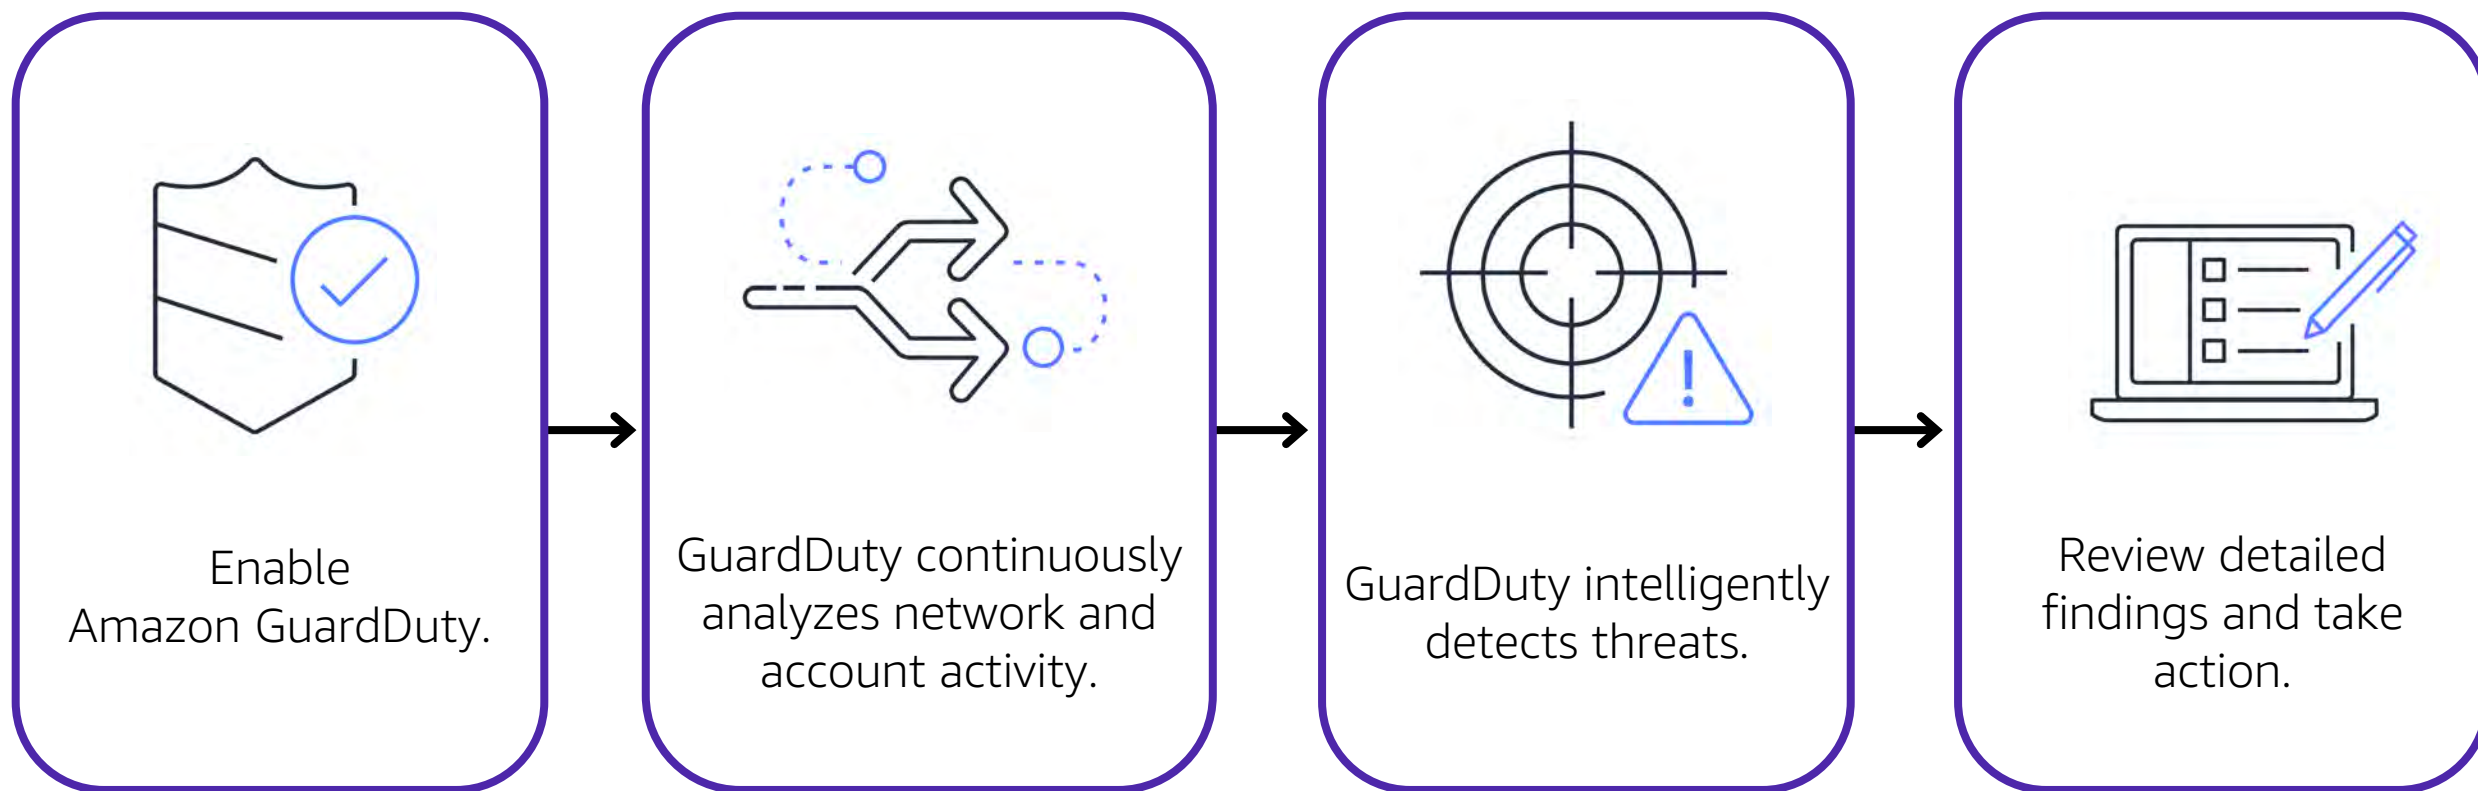 Enable
Amazon GuardDuty.
GuardDuty continuously
analyzes network and
account activity.
GuardDuty intelligently
detects threats.
Review detailed
findings and take
action.